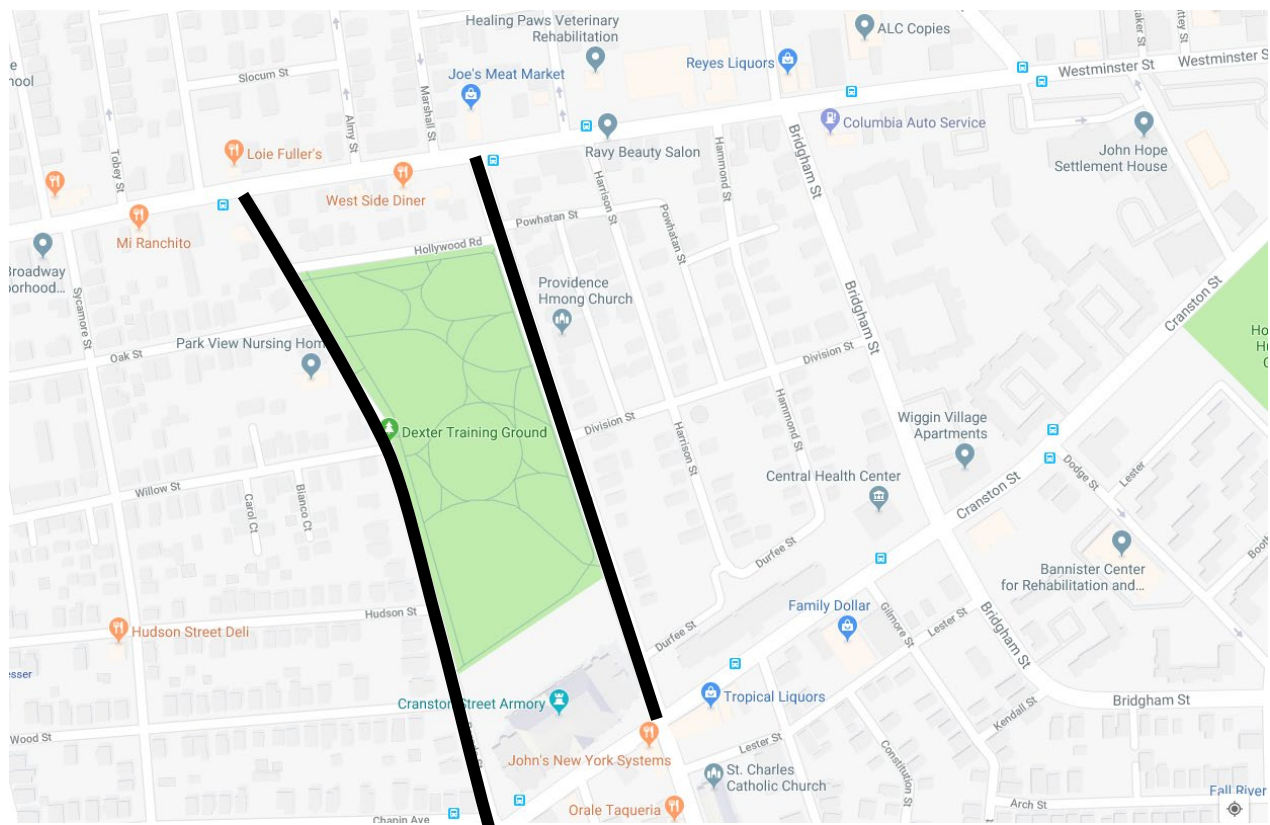 Healing Paws Veterinary
Rehabilitation
ALC Copies
Westminster St
Westminster S
Joe's Meat Market
Reyes Liquors
Slocum St
Marshall St
Almy St
Tobey St
Loie Fuller's
Columbia Auto Service
Ravy Beauty Salon
John Hope
Settlement House
Bridgham St
Hammond St
Harrison St
West Side Diner
Mi Ranchito
Powhatan St
Powhatan St
Hollywood Rd
Broadway
Sycamore St
Providence
Hmong Church
Bridgham St
Cranston St
Park View Nursing Hom
Oak St
Division St
Division St
Dexter Training Ground
Hammond St
Harrison St
Wiggin Village
Apartments
Central Health Center
Dodge St
Lester
Cranston St
Willow St
Carol Ct
Bianco Ct
Durfee St
Bannister Center
for Rehabilitation and...
Hudson St
Hudson Street Deli
Family Dollar
Gilmore St
Lester St
Bridgham St
Durfee St
Cranston Street Armory
Tropical Liquors
Bridgham St
Kendall St
Wood St
John's New York Systems
Lester St
St. Charles
Catholic Church
Constitution St
Orale Taqueria
Chapin Ave
Arch St
Fall River